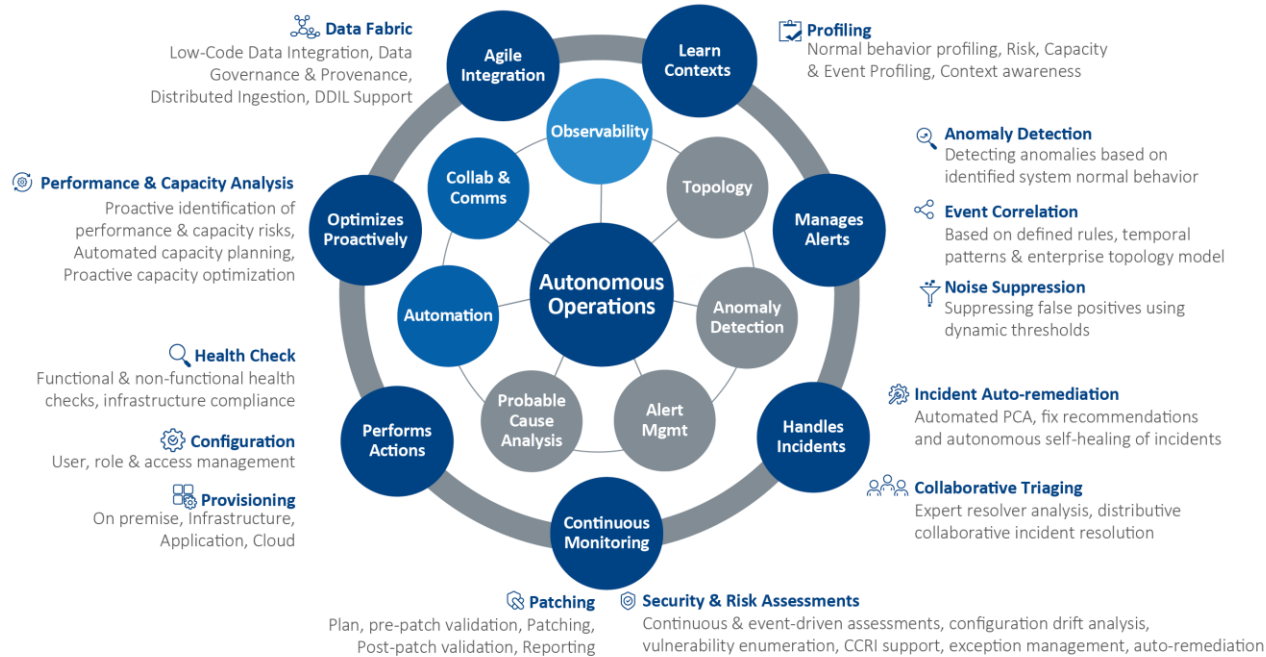 Data Fabric
Low-Code Data Integration, Data
Governance & Provenance,
Distributed Ingestion, DDIL Support
Agile
Integration
Learn
Contexts
Profiling
Normal behavior profiling, Risk, Capacity
& Event Profiling, Context awareness
Observability
Collab &
Comms
Topology
Anomaly Detection
Detecting anomalies based on
identified system normal behavior
Performance & Capacity Analysis
Proactive identification of
performance & capacity risks,
Automated capacity planning,
Proactive capacity optimization
Optimizes
Proactively
Manages
Alerts
Event Correlation
Based on defined rules, temporal
patterns & enterprise topology model
Autonomous
Operations
Automation
Anomaly
Detection
Noise Suppression
Suppressing false positives using
dynamic thresholds
Health Check
Functional & non-functional health
checks, infrastructure compliance
Probable
Cause
Analysis
Alert
Mgmt
Incident Auto-remediation
Automated PCA, fix recommendations
and autonomous self-healing of incidents
Performs
Actions
Handles
Incidents
Configuration
User, role & access management
Provisioning
On premise, Infrastructure,
Application, Cloud
Collaborative Triaging
Expert resolver analysis, distributive
collaborative incident resolution
Continuous
Monitoring
Patching
Plan, pre-patch validation, Patching,
Post-patch validation, Reporting
Security & Risk Assessments
Continuous & event-driven assessments, configuration drift analysis,
vulnerability enumeration, CCRI support, exception management, auto-remediation